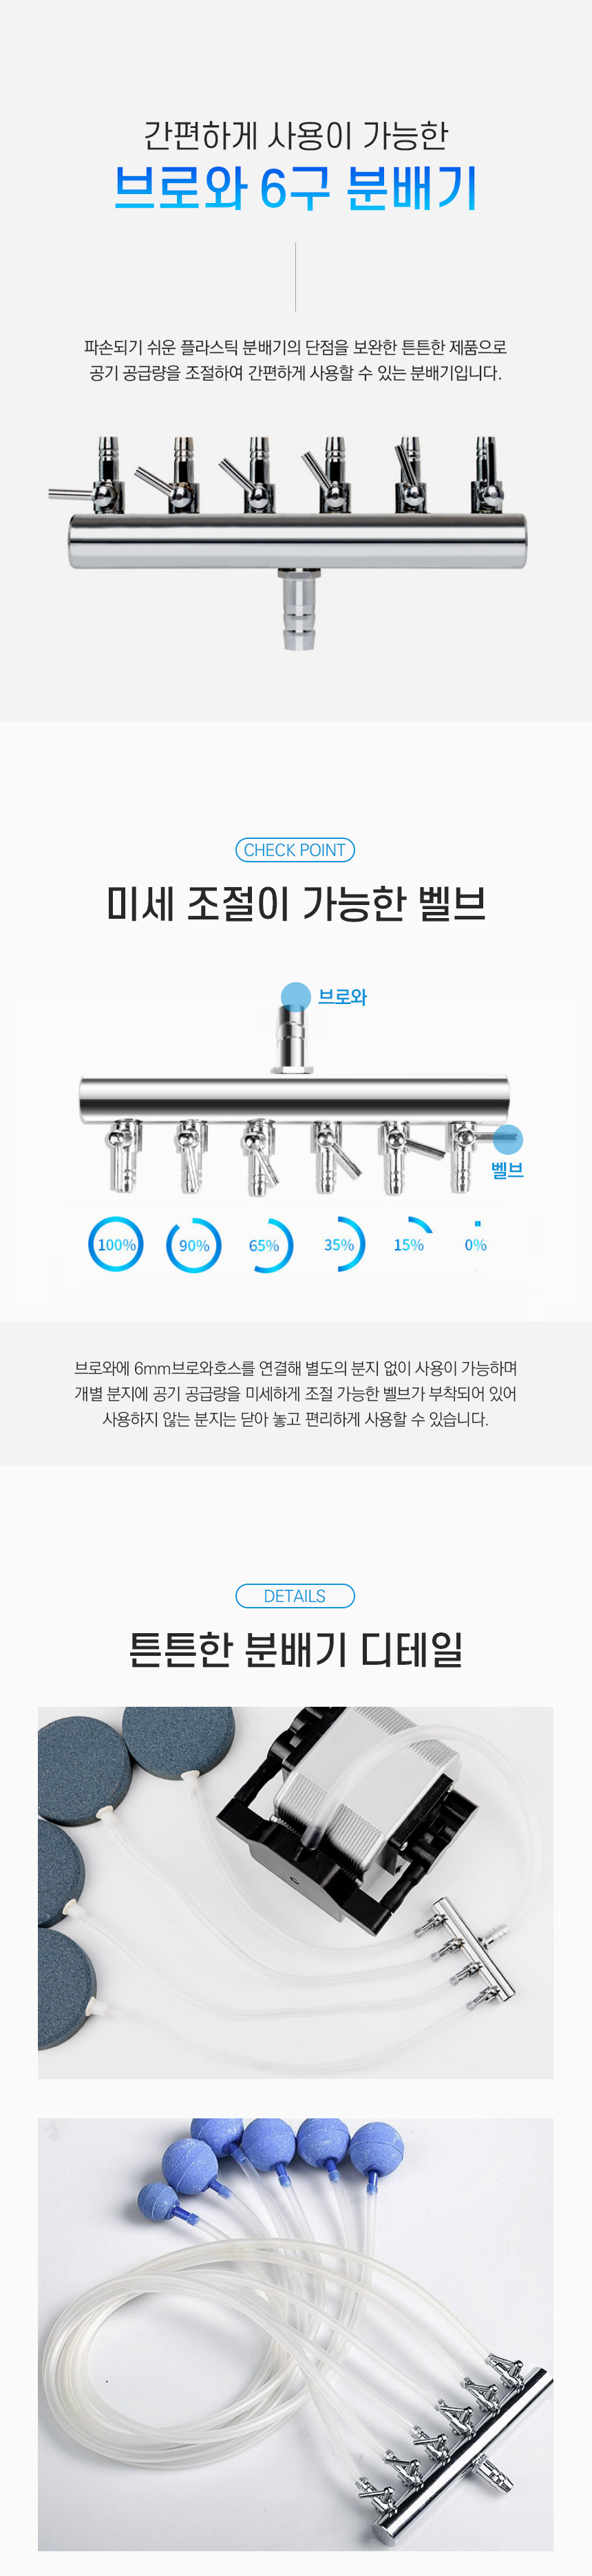 간편하게 사용이 가능한
브로와 6구 분배기
파손되기 쉬운 플라스틱 분배기의 단점을 보완한 튼튼한 제품으로
공기 공급량을 조절하여 간편하게 사용할 수 있는 분배기입니다.
CHECK POINT
미세 조절이 가능한 벨브
브로와
벨브
100% 90% 65% 35% 15% 0%
브로와에 6mm브로와호스를 연결해 별도의 분지 없이 사용이 가능하며
개별 분지에 공기 공급량을 미세하게 조절 가능한 벨브가 부착되어 있어
사용하지 않는 분지는 닫아 놓고 편리하게 사용할 수 있습니다.
DETAILS
튼튼한 분배기 디테일